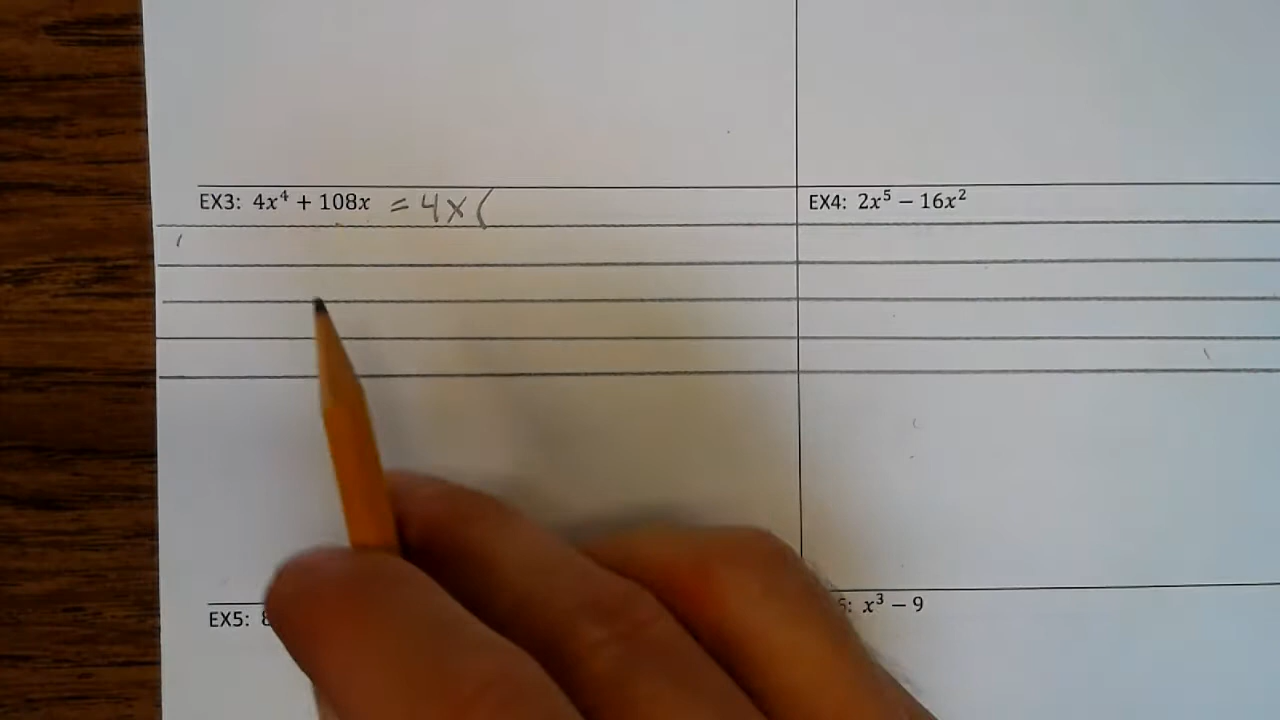 EX3: 4x⁴ + 108x = 4x(
EX4: 2x⁵ − 16x²
EX5:
x³ − 9